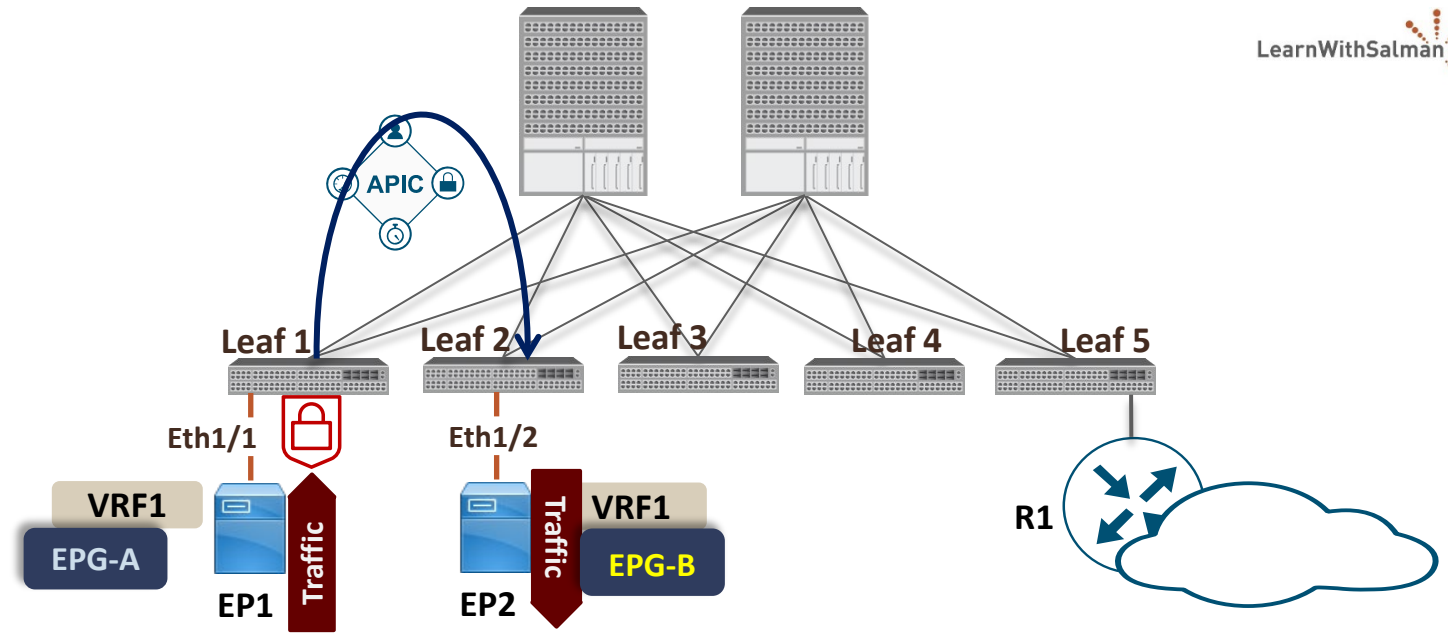 LearnWithSalman
APIC
Leaf 1
Leaf 2
Leaf 3
Leaf 4
Leaf 5
Eth1/1
Eth1/2
VRF1
EPG-A
EP1
Traffic
EP2
Traffic
VRF1
EPG-B
R1